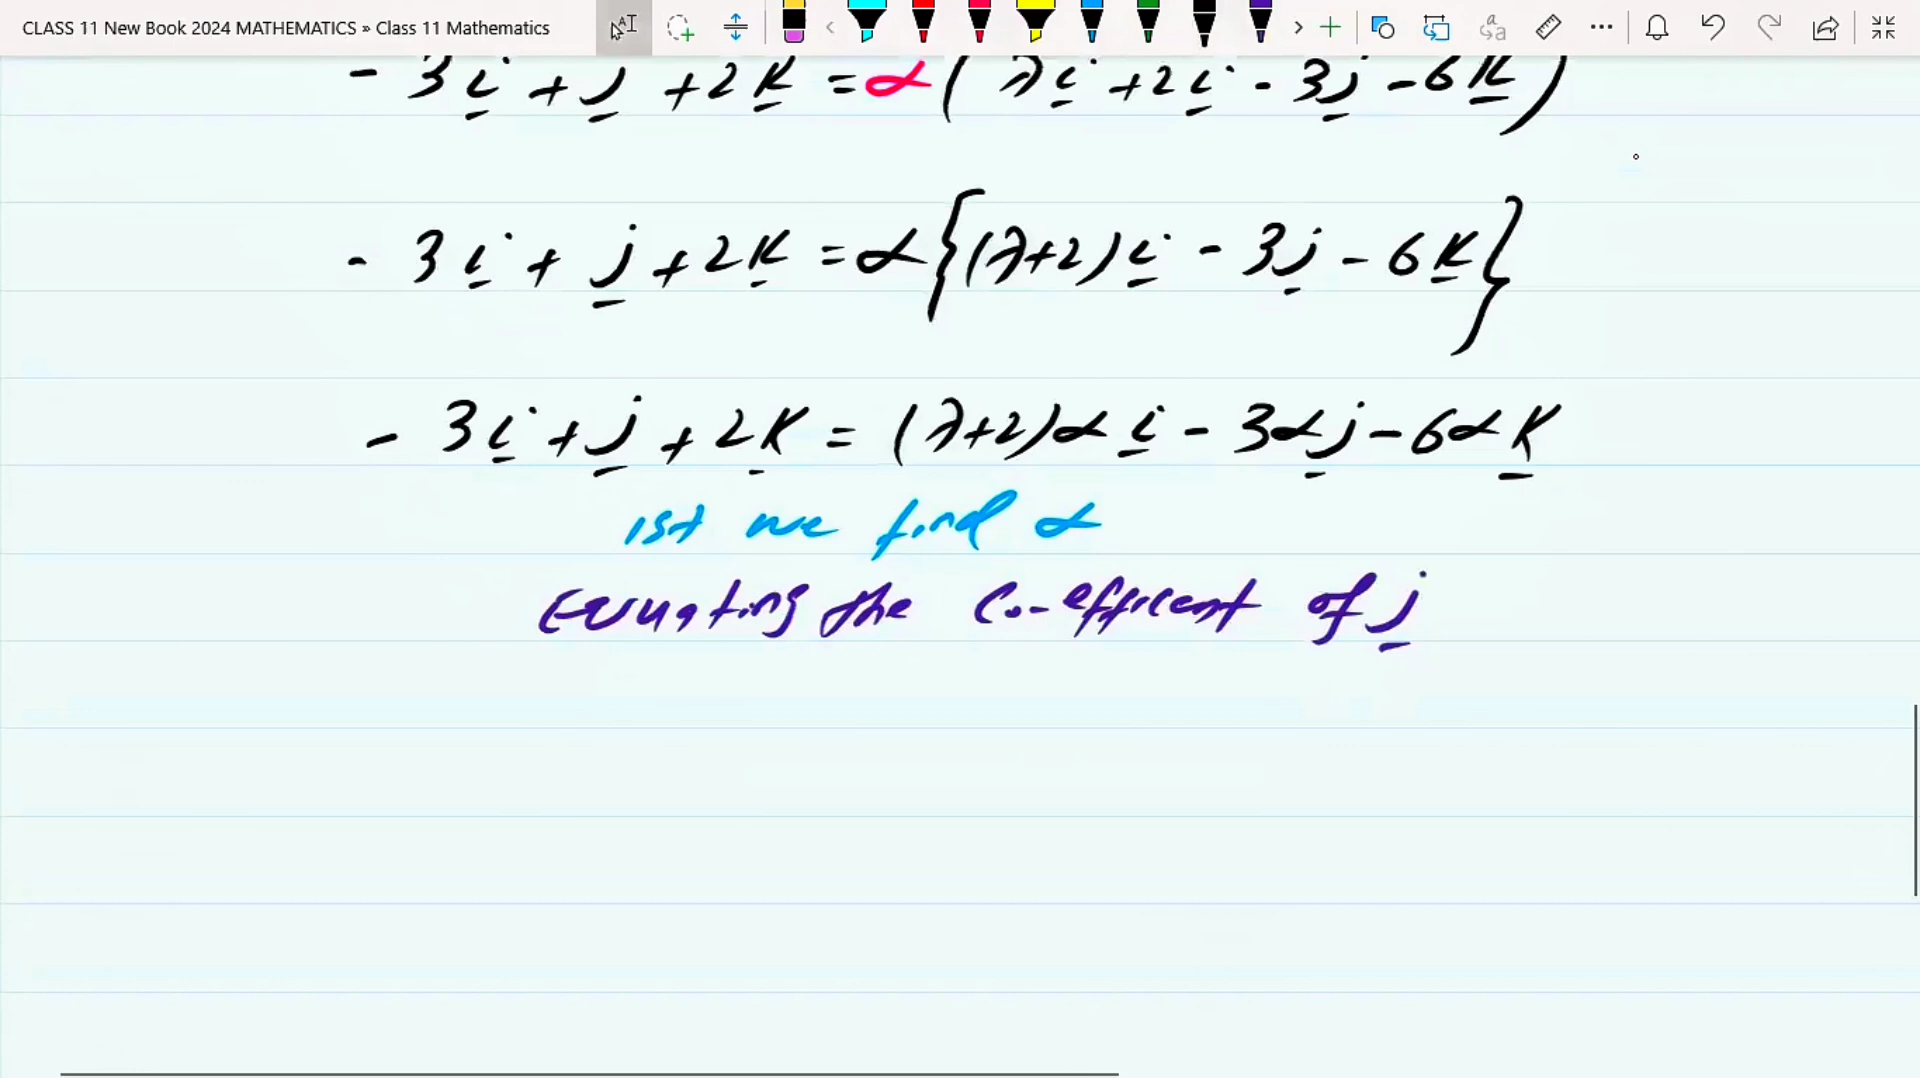 CLASS 11 New Book 2024 MATHEMATICS » Class 11 Mathematics
- 3i + j + 2k = α ( λi + 2i - 3j - 6k )
- 3i + j + 2k = α {(λ+2)i - 3j - 6k}
- 3i + j + 2k = (λ+2)α i - 3αj - 6αk
1st we find α
Equating the Co-efficent of j